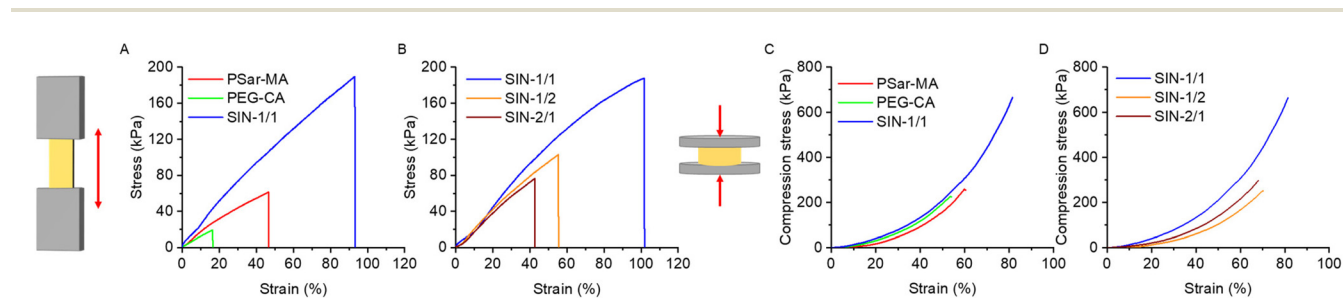 A
Stress (kPa)
200
160
120
80
40
0
PSar-MA
PEG-CA
SIN-1/1
0 20 40 60 80 100 120
Strain (%)
B
Stress (kPa)
200
160
120
80
40
0
SIN-1/1
SIN-1/2
SIN-2/1
0 20 40 60 80 100 120
Strain (%)
C
Compression stress (kPa)
800
600
400
200
0
PSar-MA
PEG-CA
SIN-1/1
0 20 40 60 80 100
Strain (%)
D
Compression stress (kPa)
800
600
400
200
0
SIN-1/1
SIN-1/2
SIN-2/1
0 20 40 60 80 100
Strain (%)